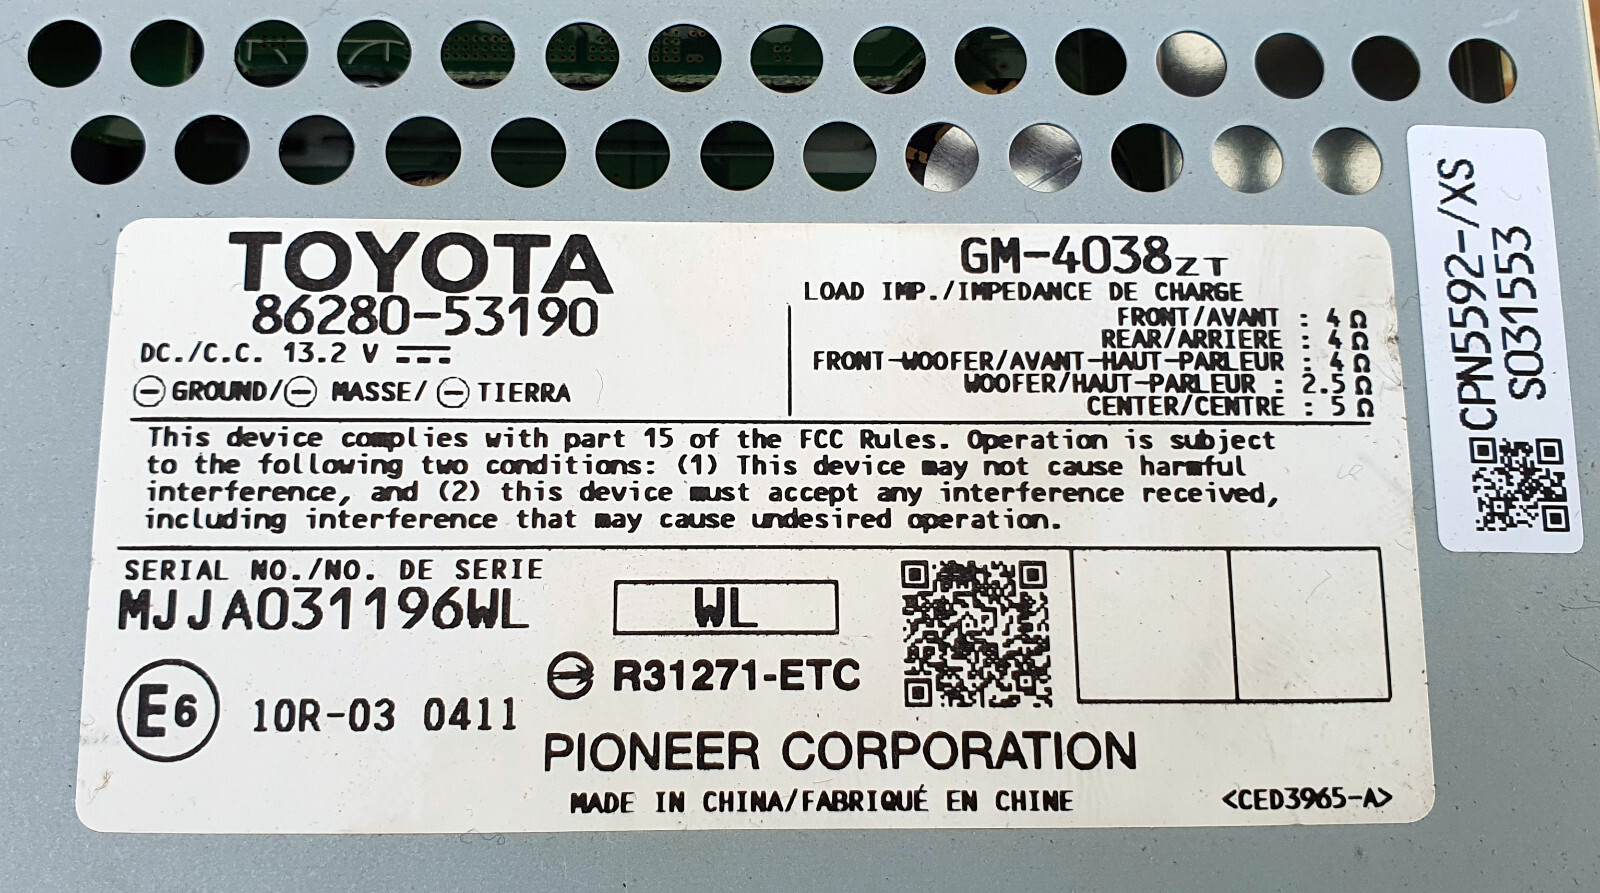 TOYOTA
86280-53190
DC./C.C. 13.2 V
⊖ GROUND/⊖ MASSE/ ⊖ TIERRA
GM-4038ZT
LOAD IMP./IMPEDANCE DE CHARGE
FRONT/AVANT : 4 Ω
REAR/ARRIERE : 4 Ω
FRONT-WOOFER/AVANT-HAUT-PARLEUR : 4 Ω
WOOFER/HAUT-PARLEUR : 2.5 Ω
CENTER/CENTRE : 5 Ω
This device complies with part 15 of the FCC Rules. Operation is subject
to the following two conditions: (1) This device may not cause harmful
interference, and (2) this device must accept any interference received,
including interference that may cause undesired operation.
SERIAL NO./NO. DE SERIE
MJJA031196WL
WL
R31271-ETC
E6
10R-03 0411
PIONEER CORPORATION
MADE IN CHINA/FABRIQUÉ EN CHINE
<CED3965-A>
CPN5592-/XS
S031553